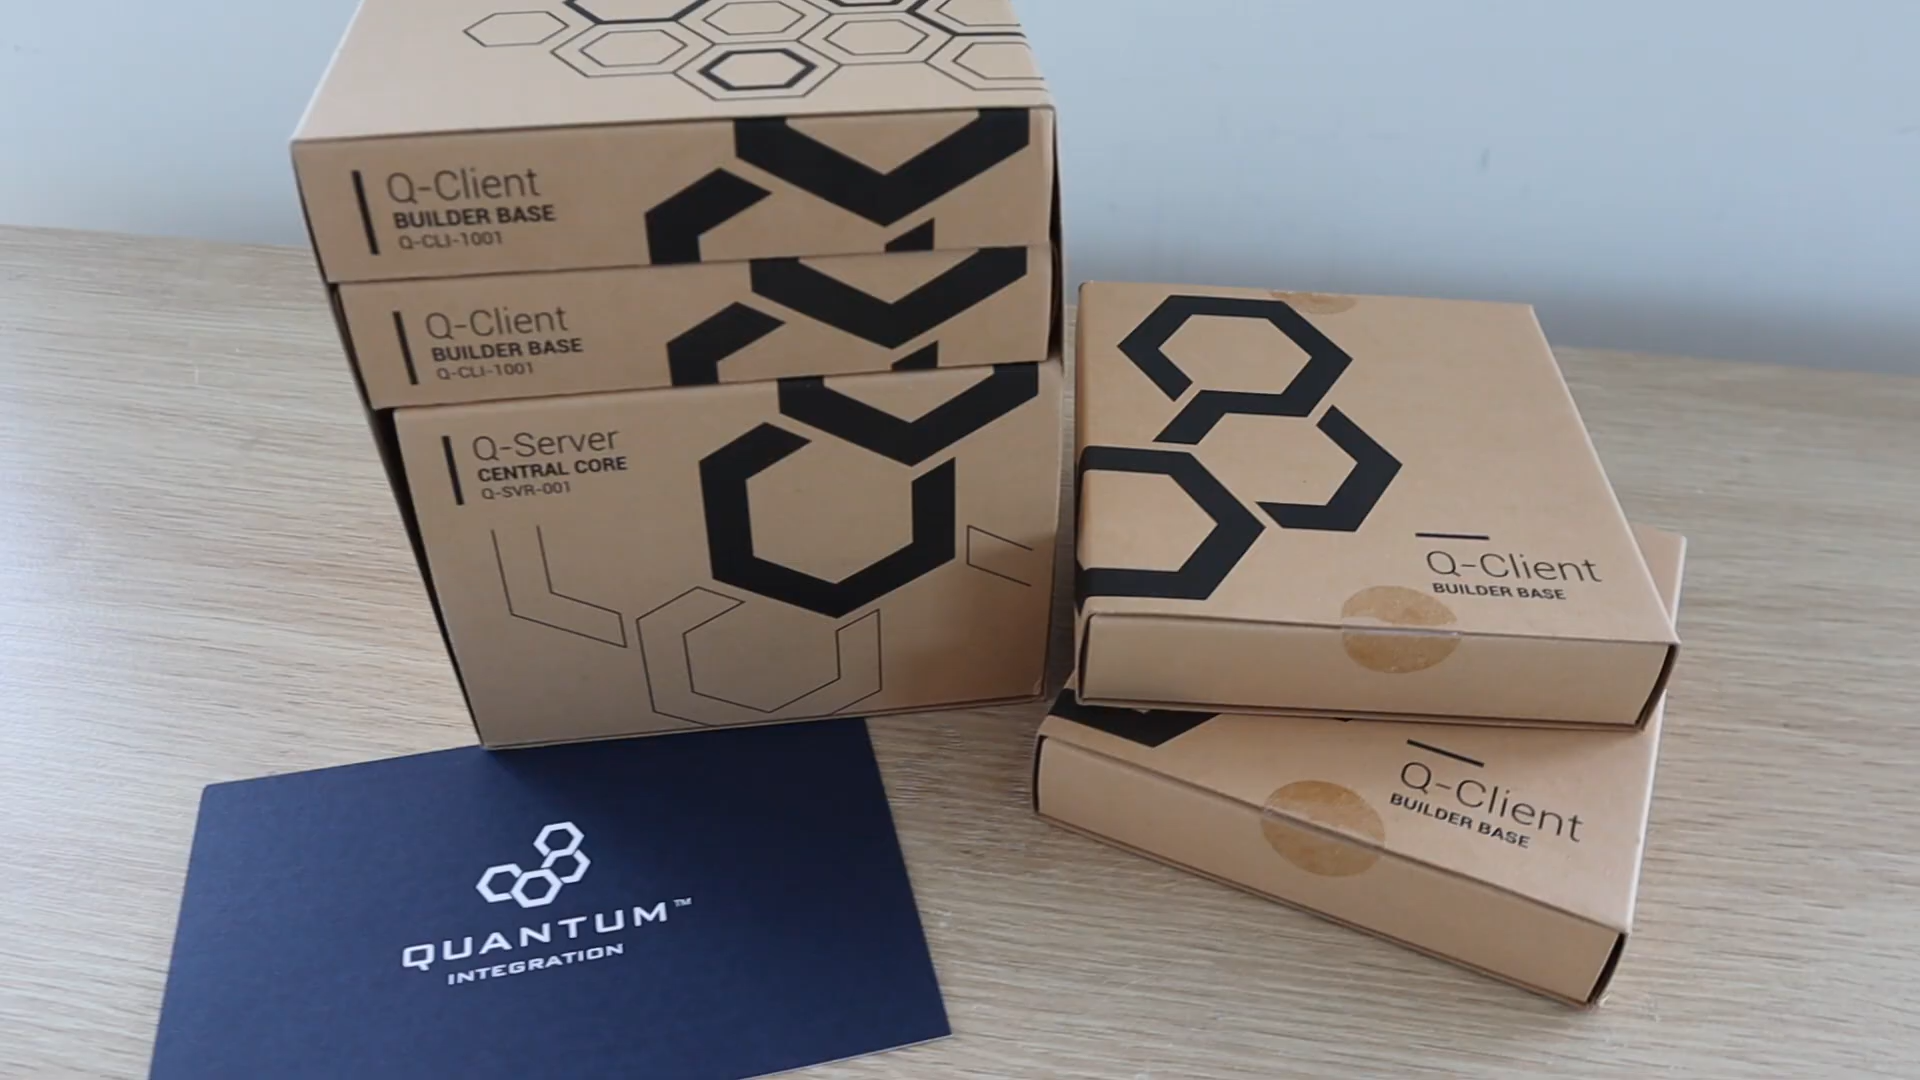 Q-Client
BUILDER BASE
Q-CLI-1001
Q-Client
BUILDER BASE
Q-CLI-1001
Q-Server
CENTRAL CORE
Q-SVR-001
Q-Client
BUILDER BASE
Q-Client
BUILDER BASE
QUANTUM™
INTEGRATION